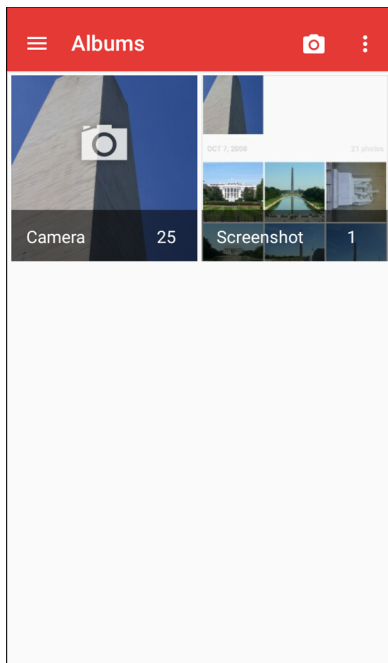 Albums
OCT 7, 2008
21 photos
Camera 25
Screenshot 1